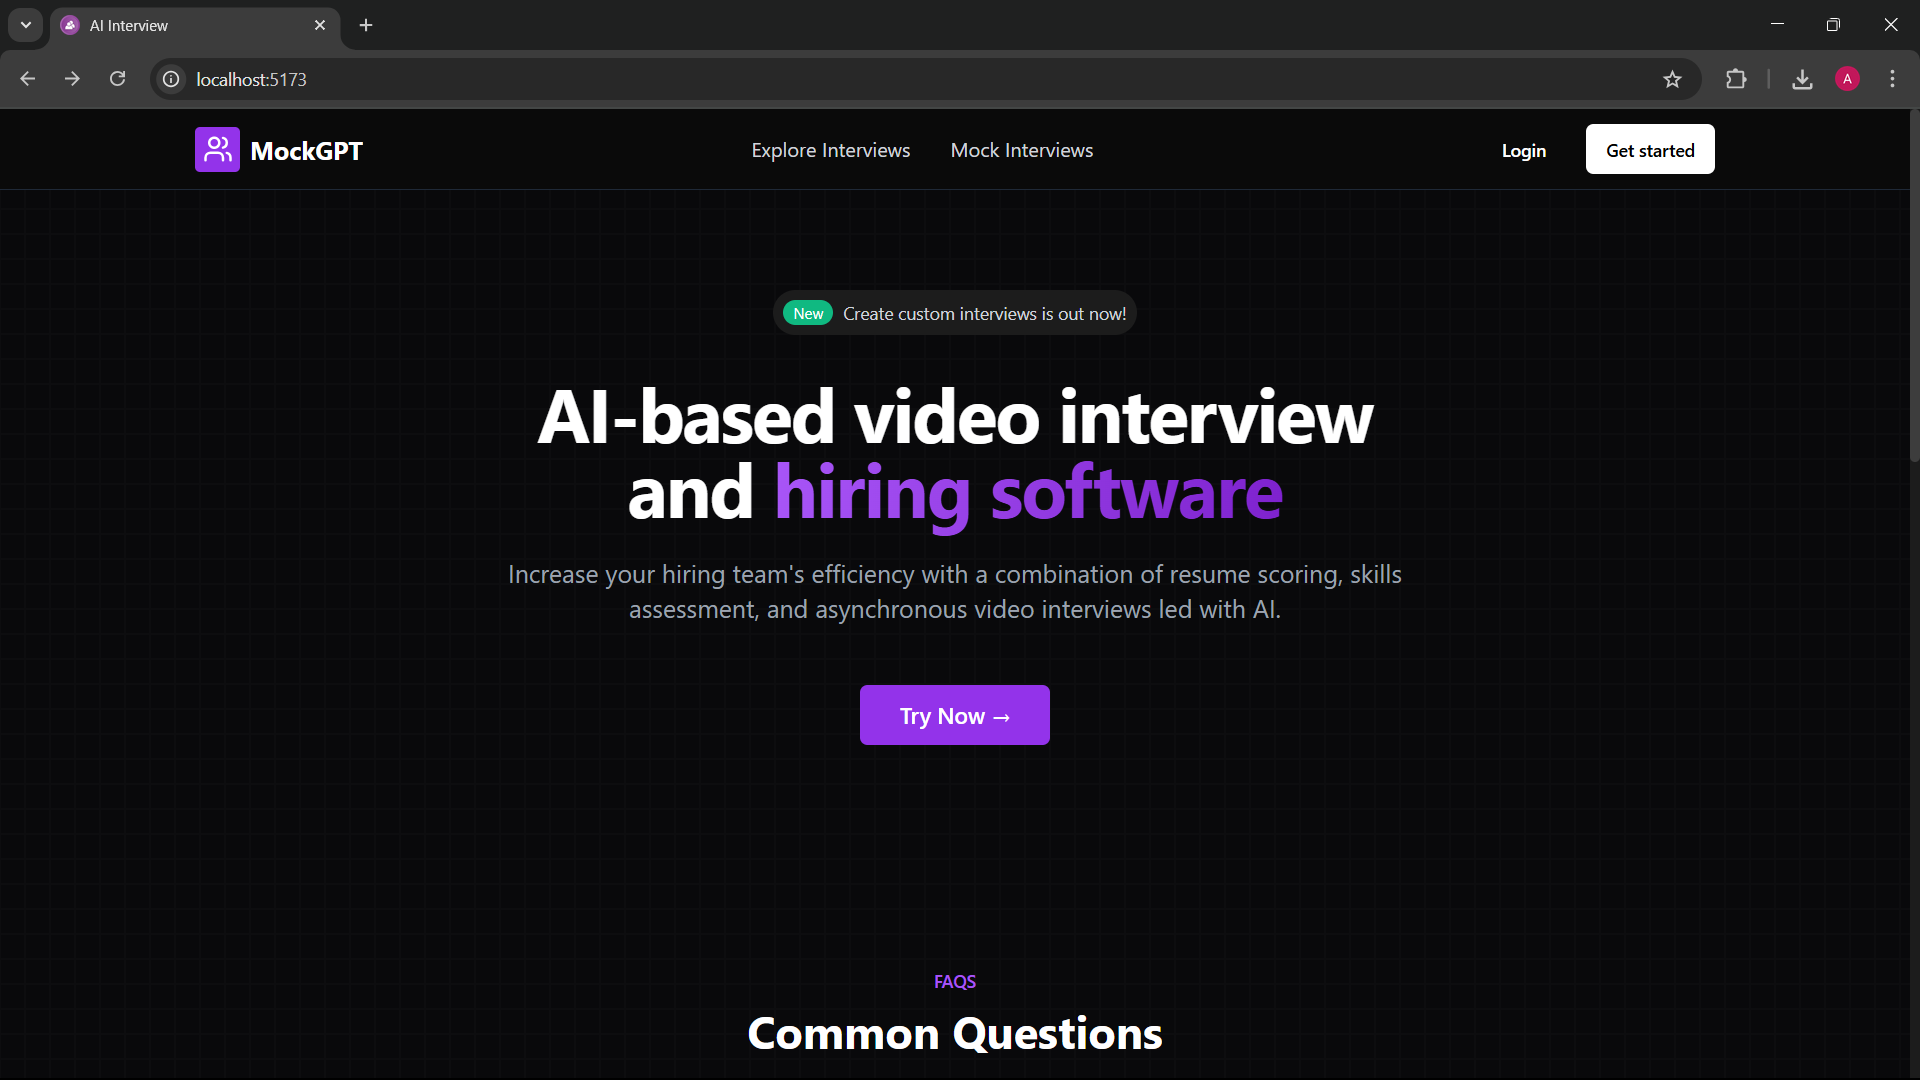 AI Interview
localhost:5173
A
MockGPT
Explore Interviews
Mock Interviews
Login
Get started
New Create custom interviews is out now!
AI-based video interview
and hiring software
Increase your hiring team's efficiency with a combination of resume scoring, skills
assessment, and asynchronous video interviews led with AI.
Try Now →
FAQS
Common Questions